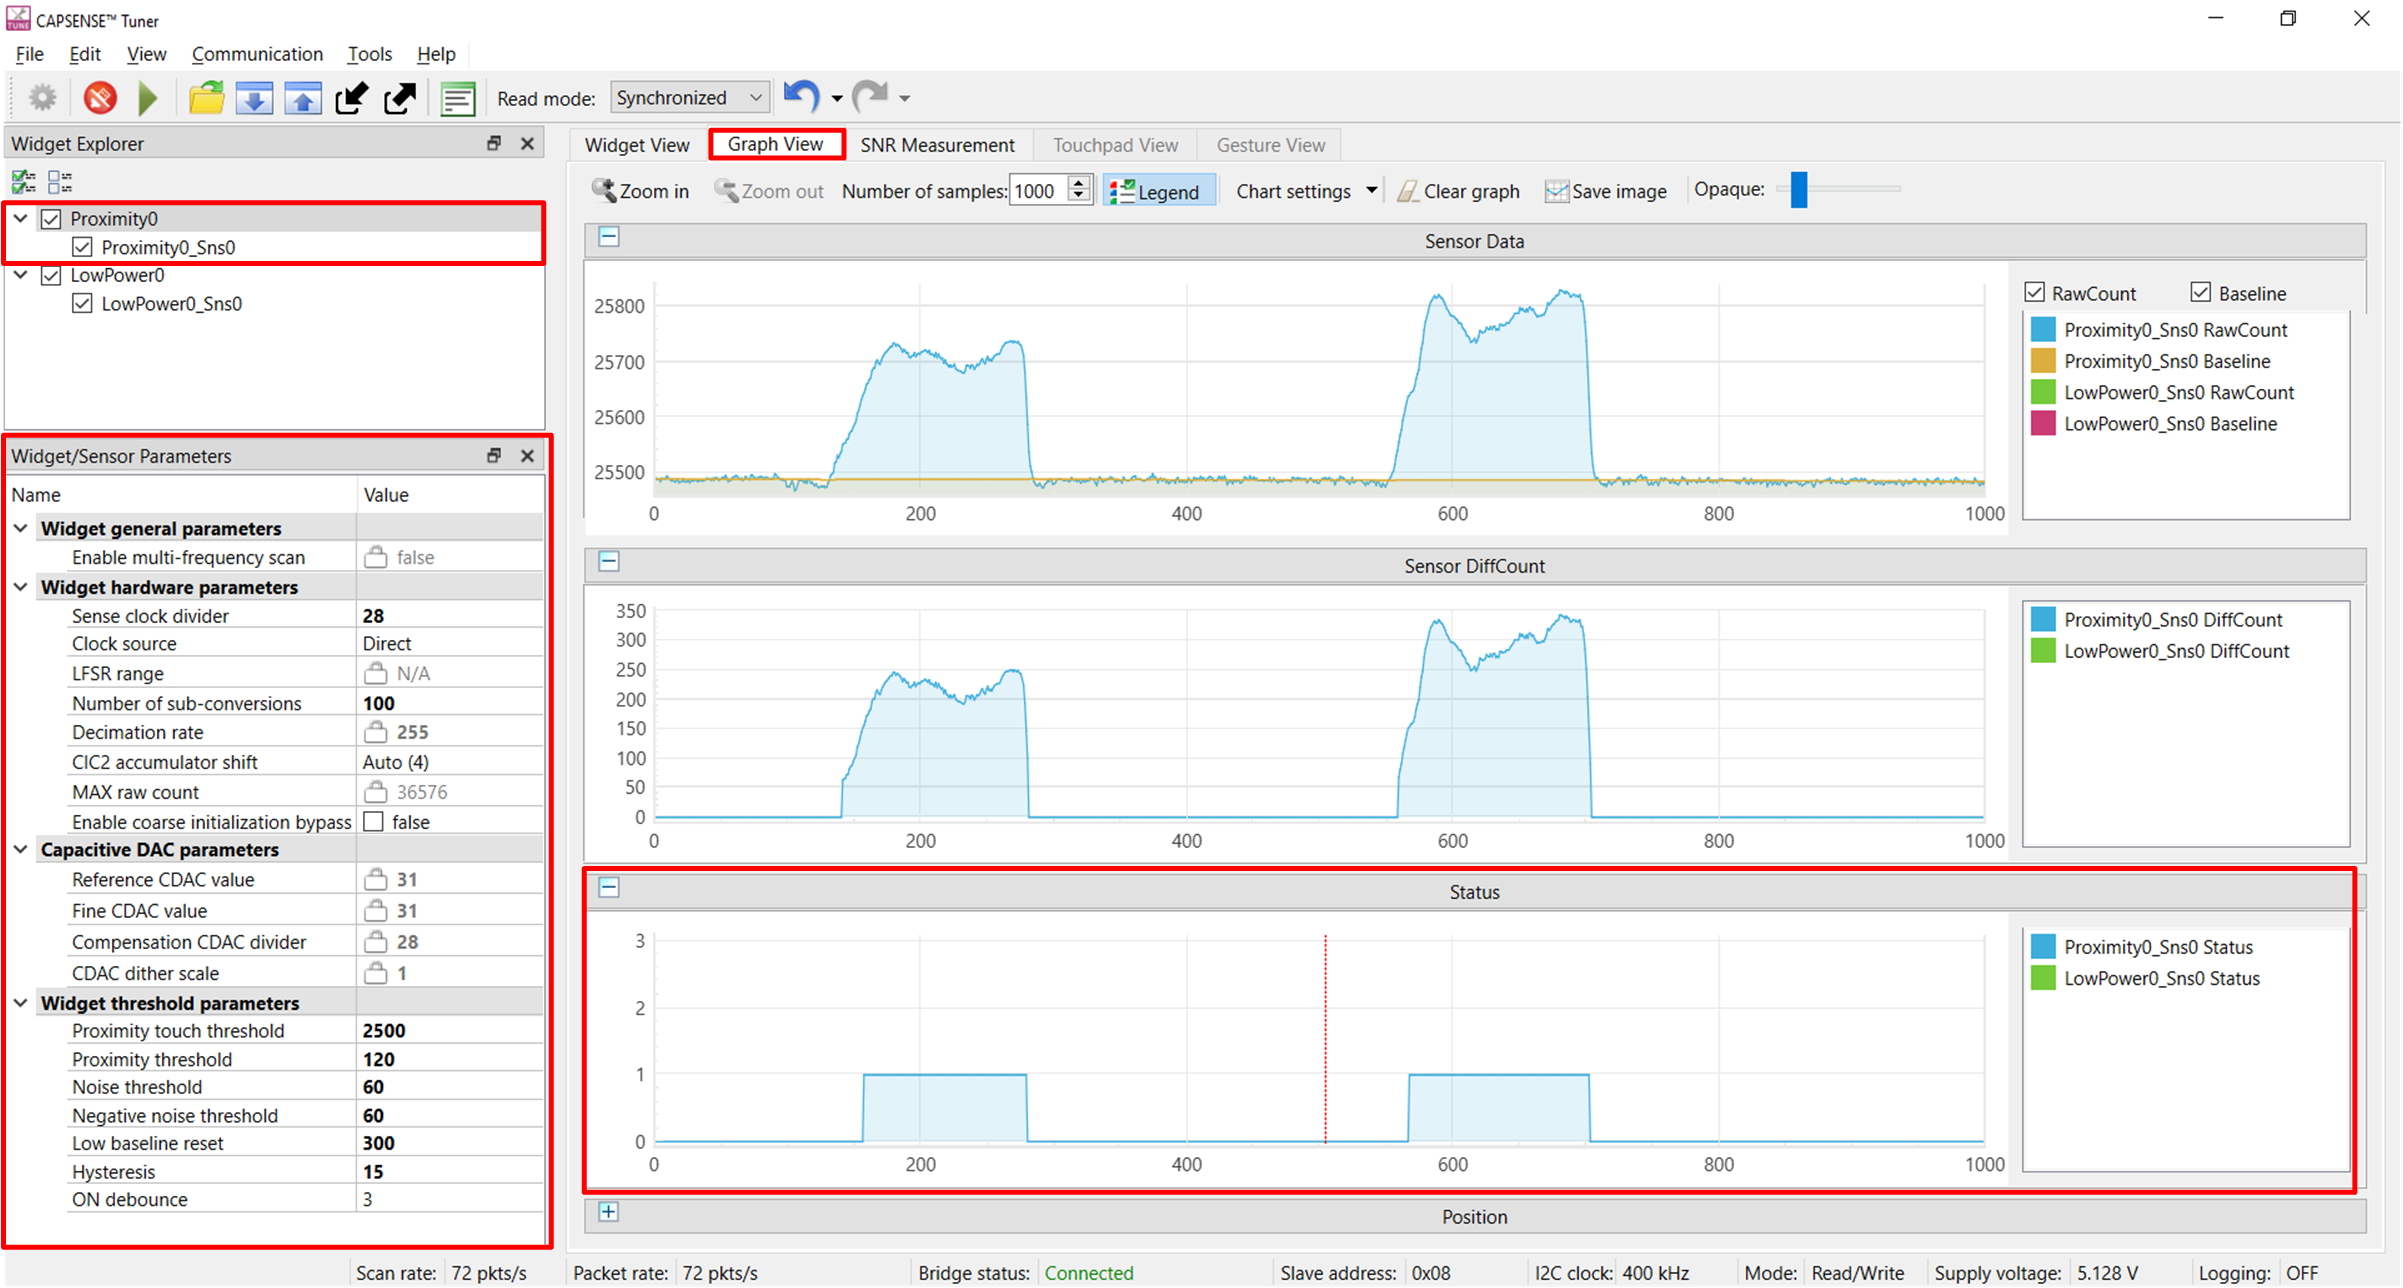 CAPSENSE™ Tuner
File Edit View Communication Tools Help
Read mode: Synchronized
Widget Explorer
Proximity0
Proximity0_Sns0
LowPower0
LowPower0_Sns0
Widget/Sensor Parameters
Name Value
Widget general parameters
Enable multi-frequency scan false
Widget hardware parameters
Sense clock divider 28
Clock source Direct
LFSR range N/A
Number of sub-conversions 100
Decimation rate 255
CIC2 accumulator shift Auto (4)
MAX raw count 36576
Enable coarse initialization bypass false
Capacitive DAC parameters
Reference CDAC value 31
Fine CDAC value 31
Compensation CDAC divider 28
CDAC dither scale 1
Widget threshold parameters
Proximity touch threshold 2500
Proximity threshold 120
Noise threshold 60
Negative noise threshold 60
Low baseline reset 300
Hysteresis 15
ON debounce 3
Widget View Graph View SNR Measurement Touchpad View Gesture View
Zoom in Zoom out Number of samples: 1000 Legend Chart settings Clear graph Save image Opaque:
Sensor Data
25800
25700
25600
25500
0 200 400 600 800 1000
RawCount Baseline
Proximity0_Sns0 RawCount
Proximity0_Sns0 Baseline
LowPower0_Sns0 RawCount
LowPower0_Sns0 Baseline
Sensor DiffCount
350
300
250
200
150
100
50
0
0 200 400 600 800 1000
Proximity0_Sns0 DiffCount
LowPower0_Sns0 DiffCount
Status
3
2
1
0
0 200 400 600 800 1000
Proximity0_Sns0 Status
LowPower0_Sns0 Status
Position
Scan rate: 72 pkts/s Packet rate: 72 pkts/s Bridge status: Connected Slave address: 0x08 I2C clock: 400 kHz Mode: Read/Write Supply voltage: 5.128 V Logging: OFF